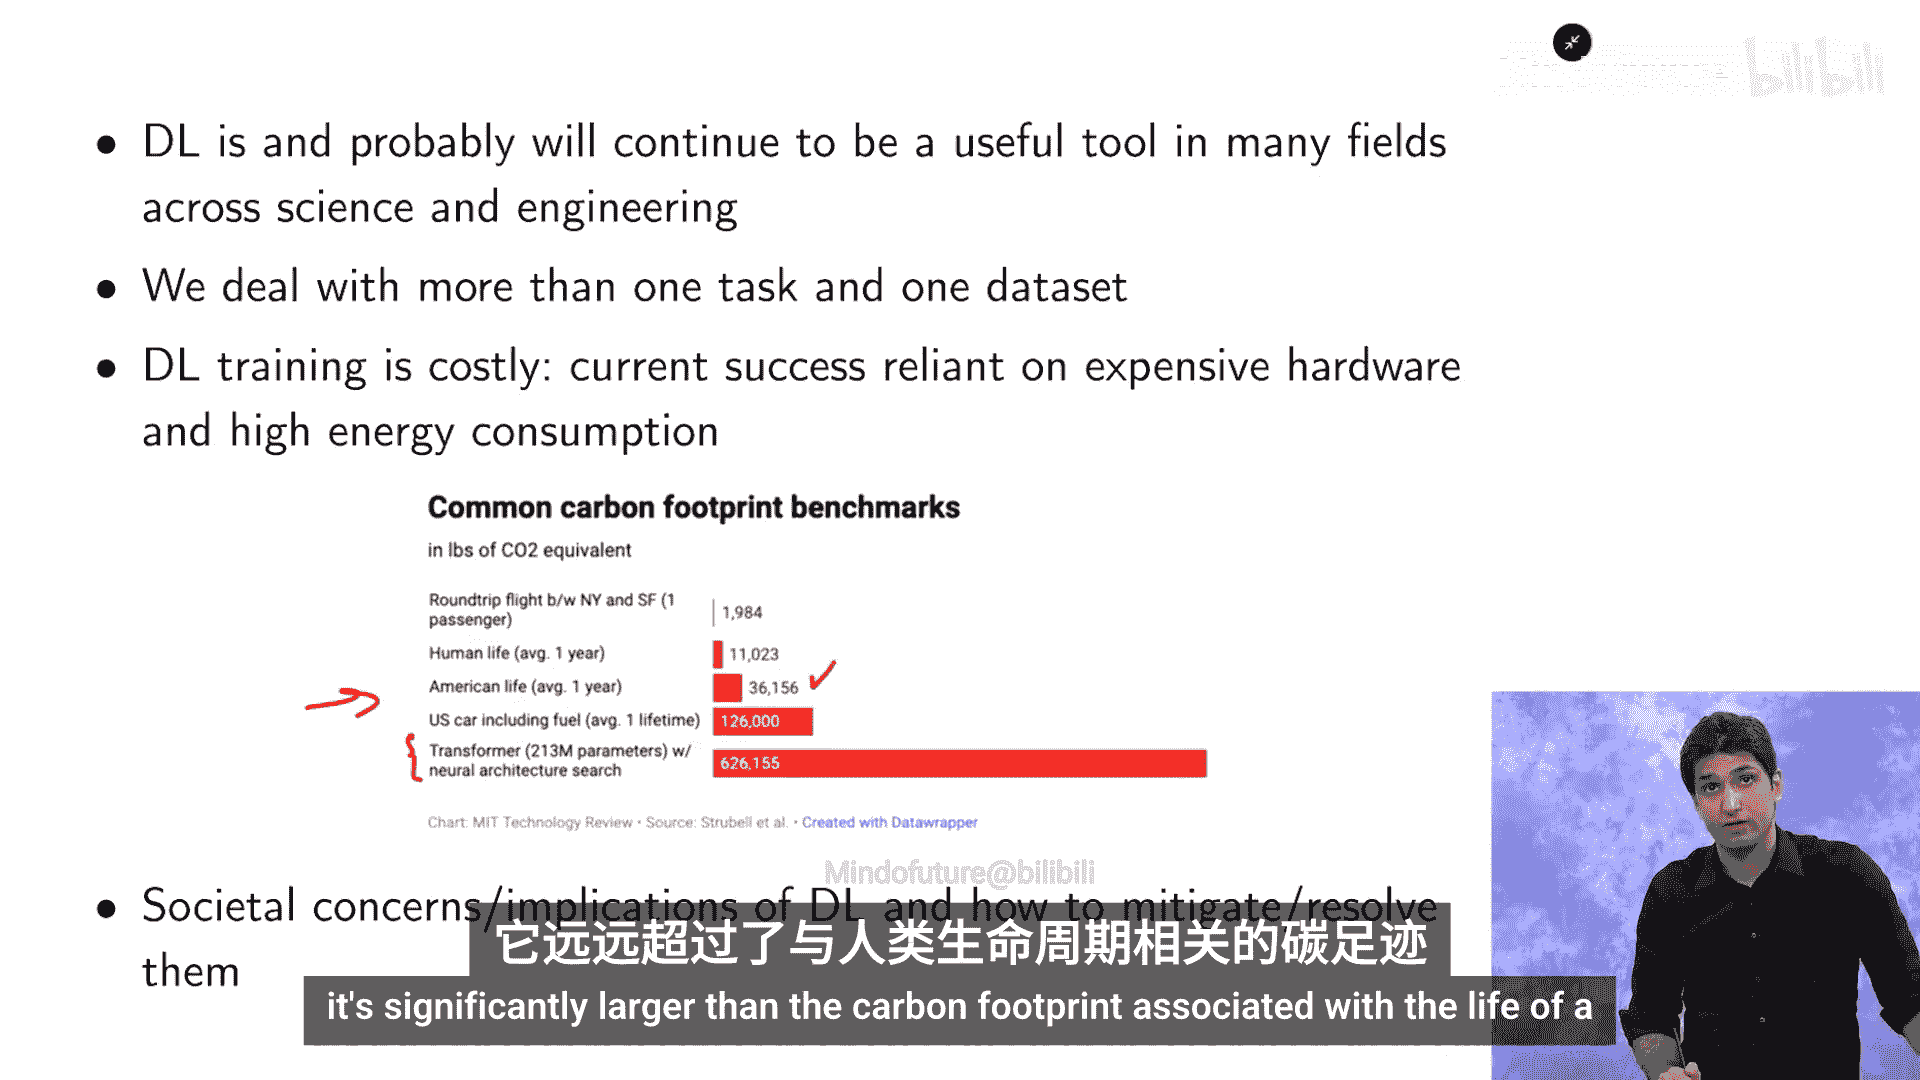 bilibili
• DL is and probably will continue to be a useful tool in many fields
across science and engineering
• We deal with more than one task and one dataset
• DL training is costly: current success reliant on expensive hardware
and high energy consumption
Common carbon footprint benchmarks
in lbs of CO2 equivalent
Roundtrip flight b/w NY and SF (1
passenger)
1,984
Human life (avg. 1 year)
11,023
American life (avg. 1 year)
36,156
US car including fuel (avg. 1 lifetime)
126,000
Transformer (213M parameters) w/
neural architecture search
626,155
Chart: MIT Technology Review • Source: Strubell et al. • Created with Datawrapper
Mindofuture@bilibili
• Societal concerns/implications of DL and how to mitigate/resolve
them
它远远超过了与人类生命周期相关的碳足迹
it's significantly larger than the carbon footprint associated with the life of a